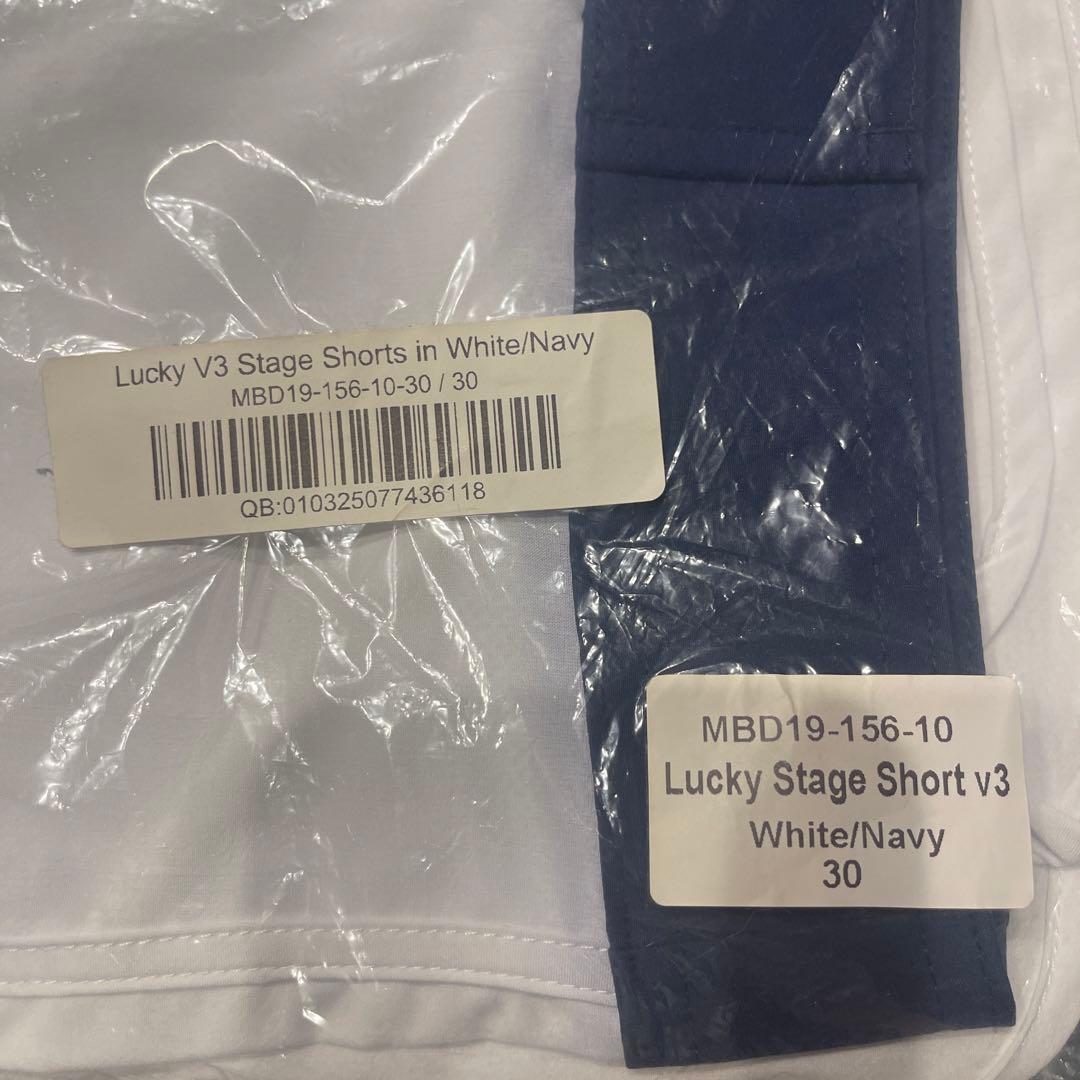 Lucky V3 Stage Shorts in White/Navy
MBD19-156-10-30 / 30
QB:010325077436118
MBD19-156-10
Lucky Stage Short v3
White/Navy
30